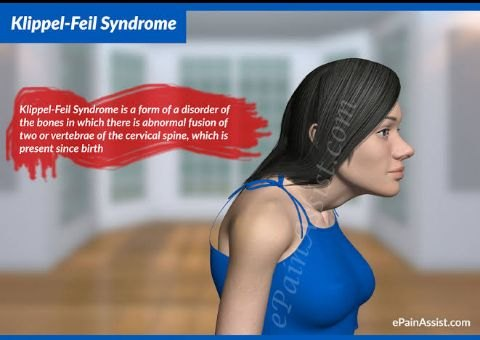 Klippel-Feil Syndrome
Klippel-Feil Syndrome is a form of a disorder of
the bones in which there is abnormal fusion of
two or vertebrae of the cervical spine, which is
present since birth
ePainAssist.com
ePainAssist.com